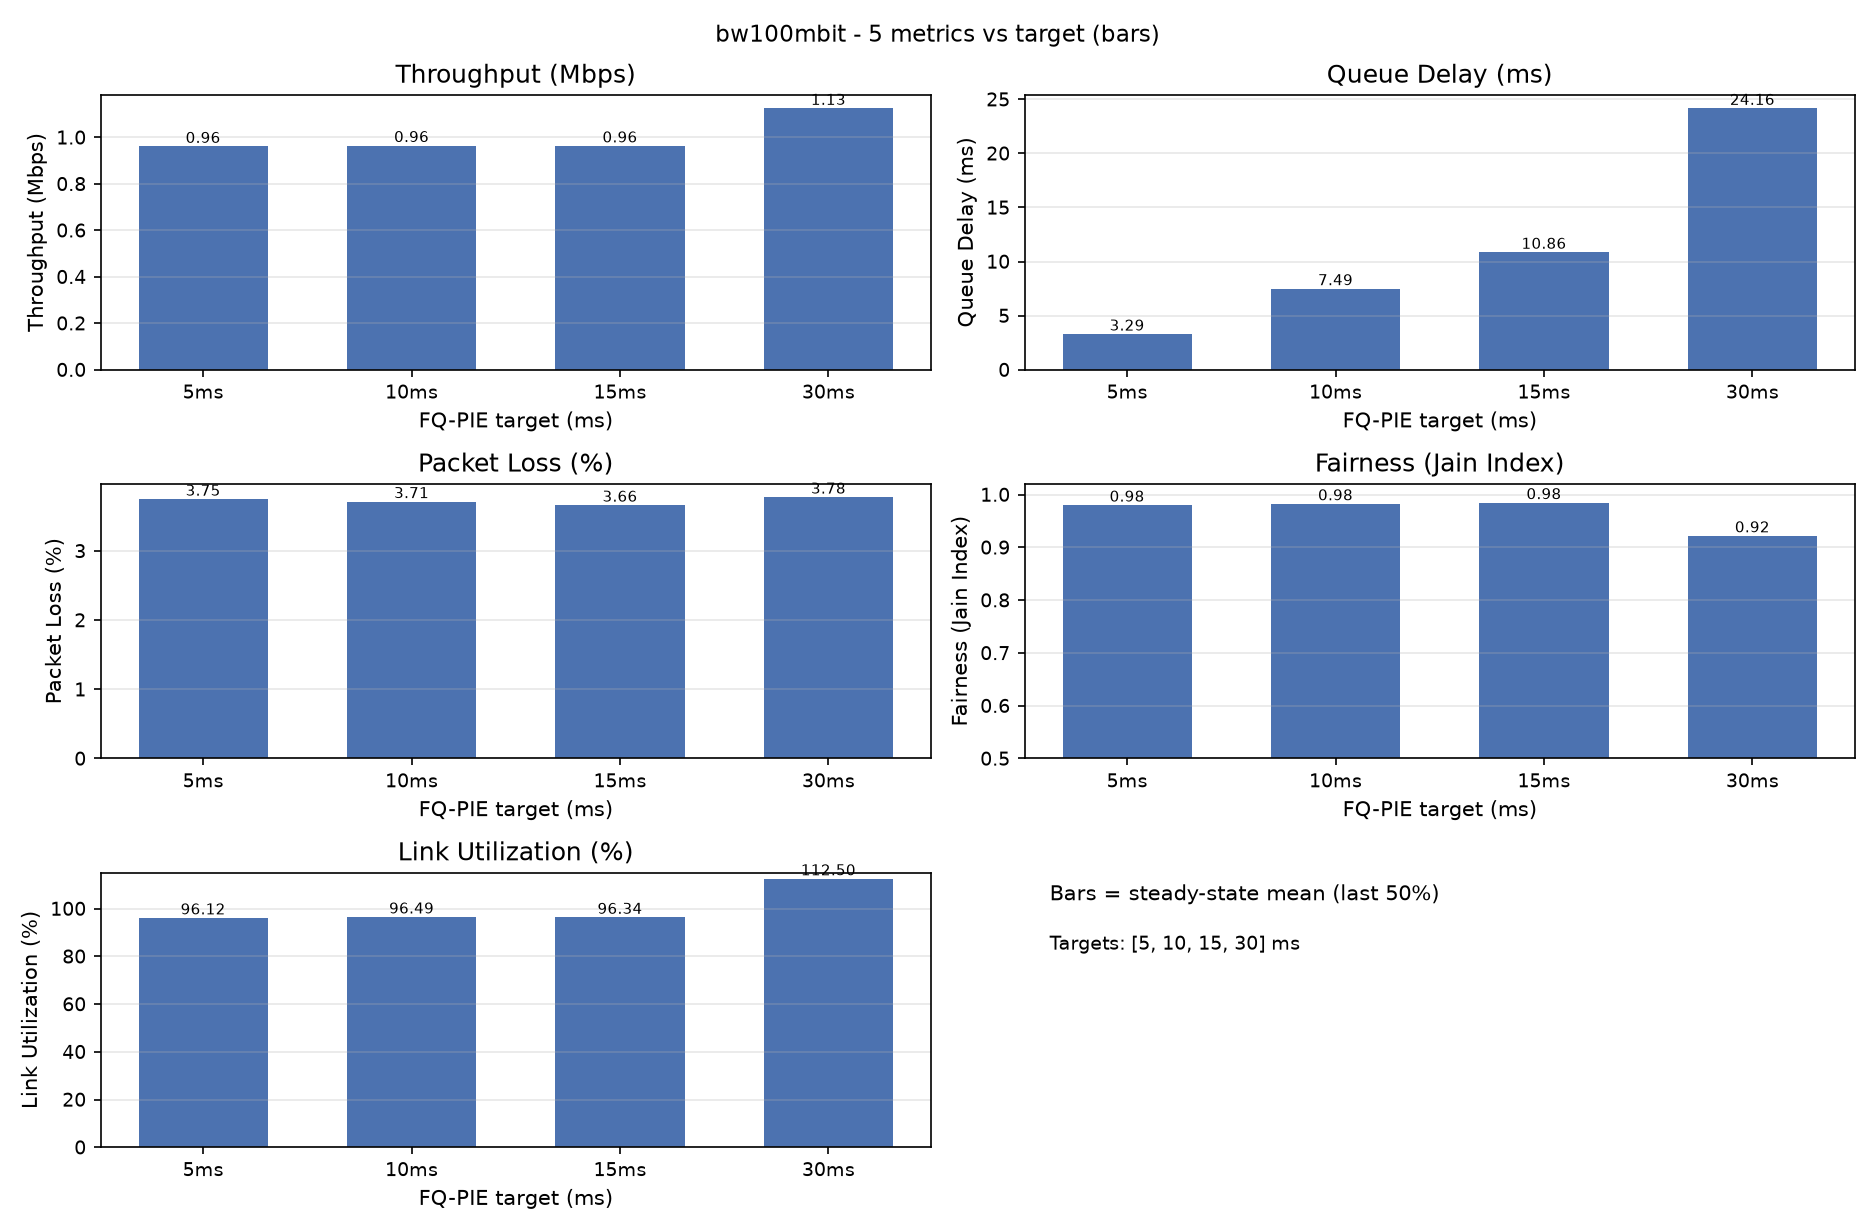 bw100mbit - 5 metrics vs target (bars)
Throughput (Mbps)
Throughput (Mbps)
1.0
0.8
0.6
0.4
0.2
0.0
0.96
0.96
0.96
1.13
5ms
10ms
15ms
30ms
FQ-PIE target (ms)
Queue Delay (ms)
Queue Delay (ms)
25
20
15
10
5
0
3.29
7.49
10.86
24.16
5ms
10ms
15ms
30ms
FQ-PIE target (ms)
Packet Loss (%)
Packet Loss (%)
3
2
1
0
3.75
3.71
3.66
3.78
5ms
10ms
15ms
30ms
FQ-PIE target (ms)
Fairness (Jain Index)
Fairness (Jain Index)
1.0
0.9
0.8
0.7
0.6
0.5
0.98
0.98
0.98
0.92
5ms
10ms
15ms
30ms
FQ-PIE target (ms)
Link Utilization (%)
Link Utilization (%)
100
80
60
40
20
0
96.12
96.49
96.34
112.50
5ms
10ms
15ms
30ms
FQ-PIE target (ms)
Bars = steady-state mean (last 50%)
Targets: [5, 10, 15, 30] ms